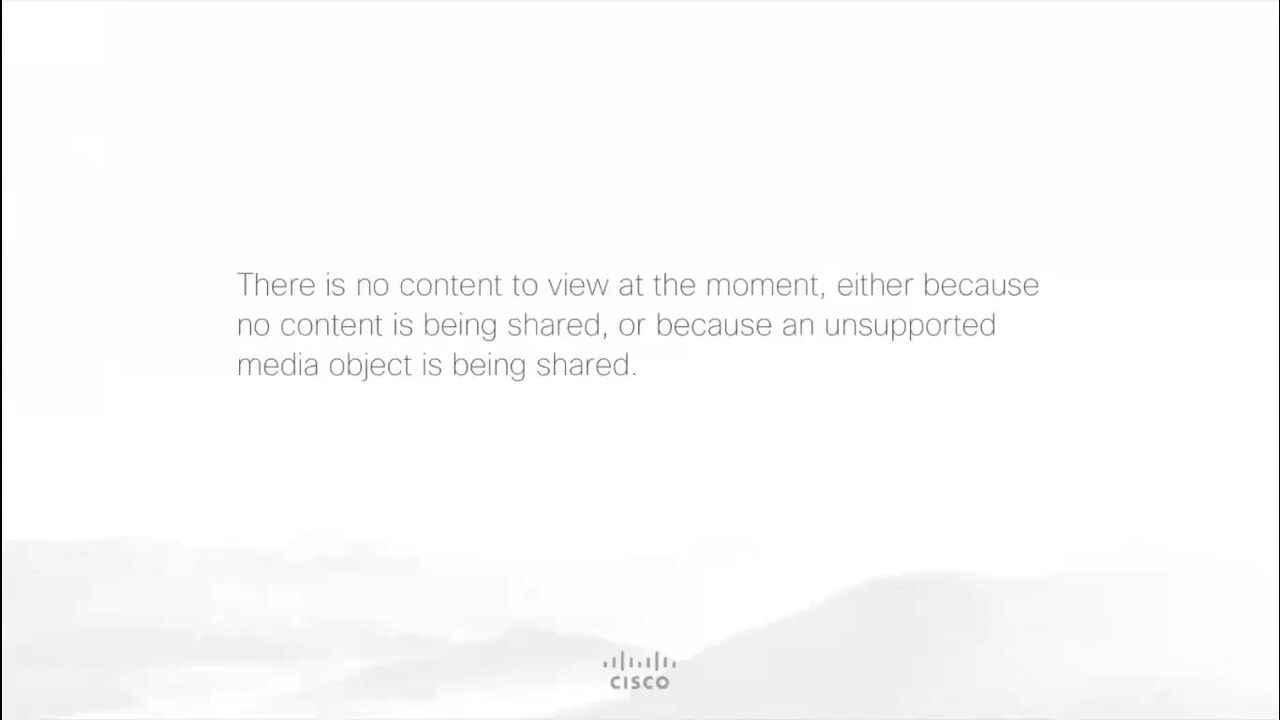 There is no content to view at the moment, either because
no content is being shared, or because an unsupported
media object is being shared.
CISCO